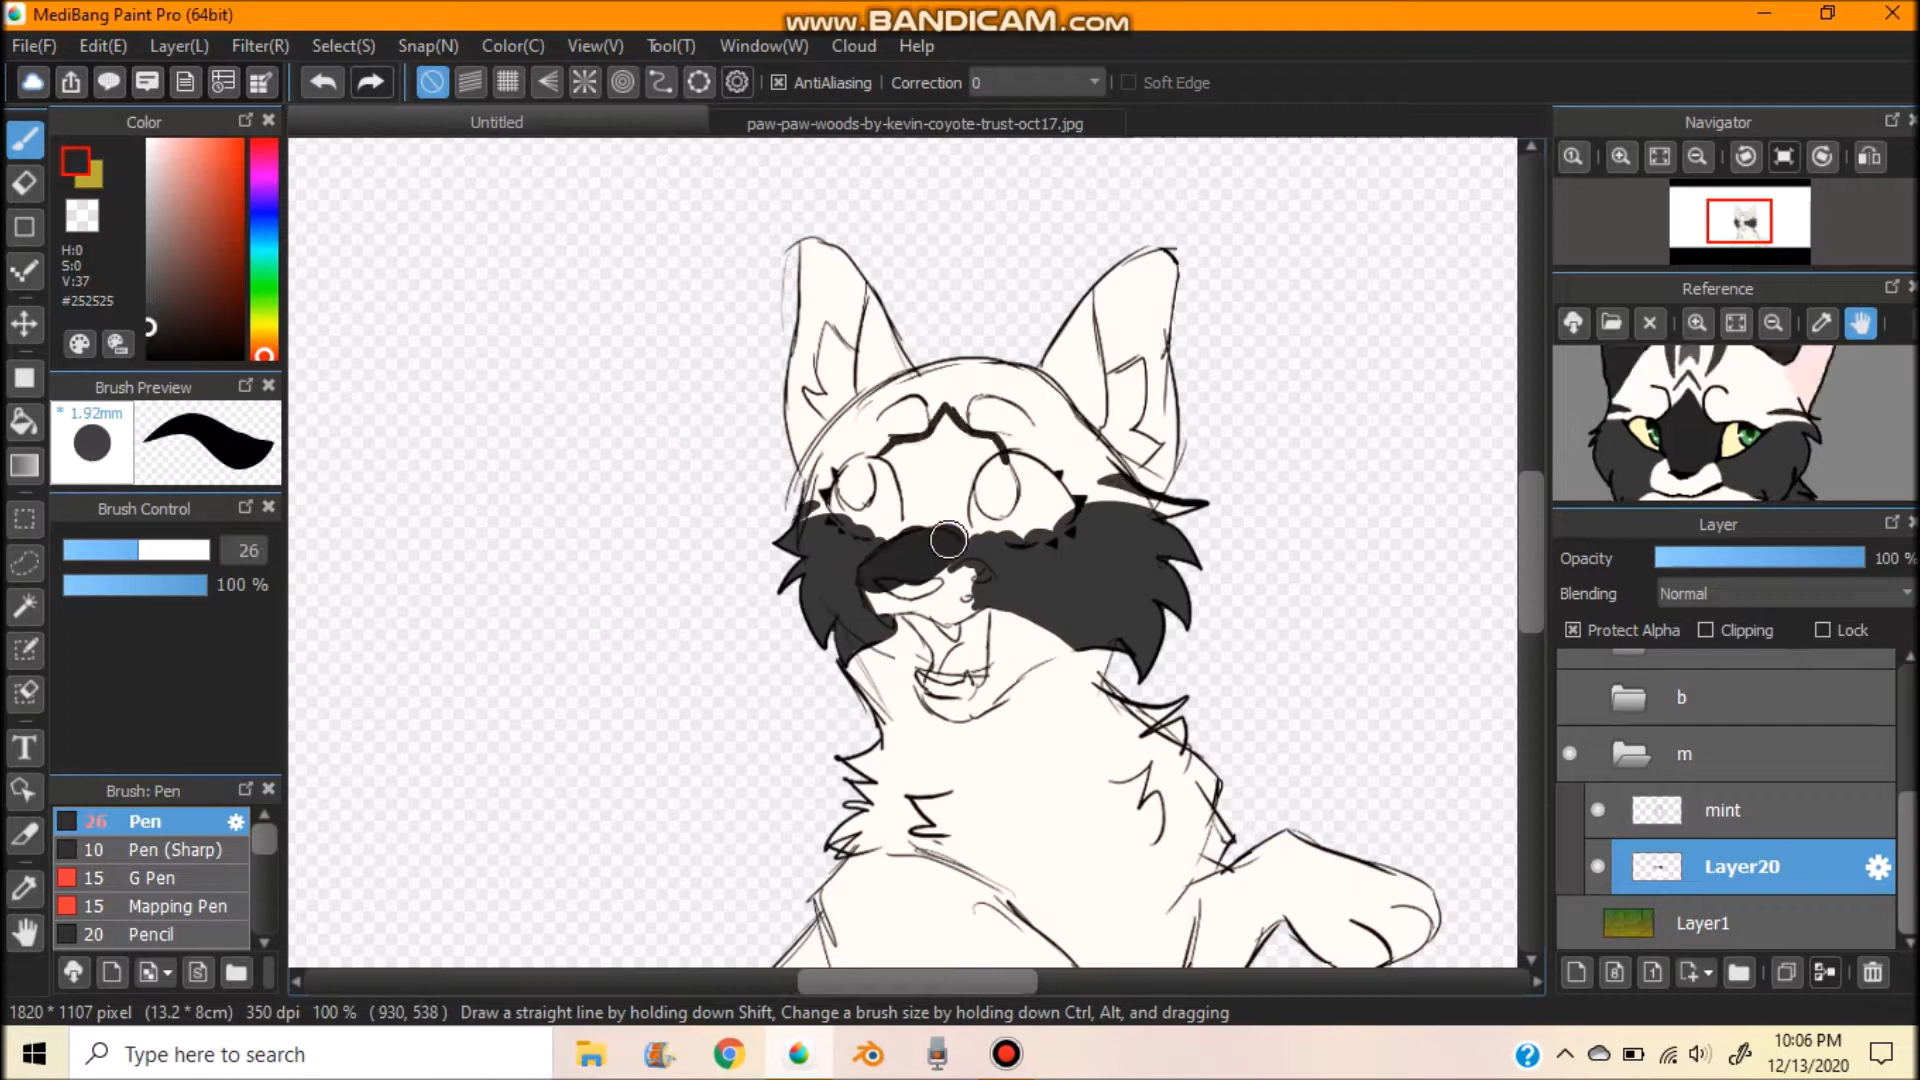 MediBang Paint Pro (64bit)
www.BANDICAM.com
File(F) Edit(E) Layer(L) Filter(R) Select(S) Snap(N) Color(C) View(V) Tool(T) Window(W) Cloud Help
AntiAliasing Correction 0 Soft Edge
Color
Untitled
paw-paw-woods-by-kevin-coyote-trust-oct17.jpg
Navigator
H:0
S:0
V:37
#252525
Reference
Brush Preview
* 1.92mm
Brush Control
26
100 %
Layer
Opacity 100 %
Blending Normal
Protect Alpha Clipping Lock
b
m
mint
Layer20
Layer1
Brush: Pen
26 Pen
10 Pen (Sharp)
15 G Pen
15 Mapping Pen
20 Pencil
1820 * 1107 pixel (13.2 * 8cm) 350 dpi 100 % ( 930, 538 ) Draw a straight line by holding down Shift, Change a brush size by holding down Ctrl, Alt, and dragging
Type here to search
10:06 PM
12/13/2020